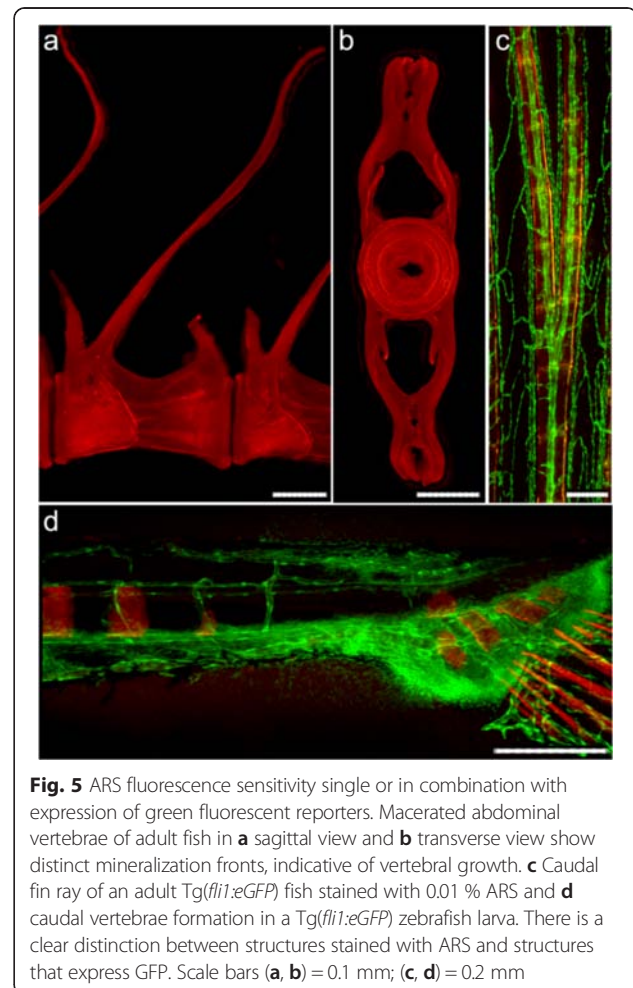 a
b
c
d
Fig. 5 ARS fluorescence sensitivity single or in combination with
expression of green fluorescent reporters. Macerated abdominal
vertebrae of adult fish in a sagittal view and b transverse view show
distinct mineralization fronts, indicative of vertebral growth. c Caudal
fin ray of an adult Tg(fli1:eGFP) fish stained with 0.01 % ARS and d
caudal vertebrae formation in a Tg(fli1:eGFP) zebrafish larva. There is a
clear distinction between structures stained with ARS and structures
that express GFP. Scale bars (a, b) = 0.1 mm; (c, d) = 0.2 mm